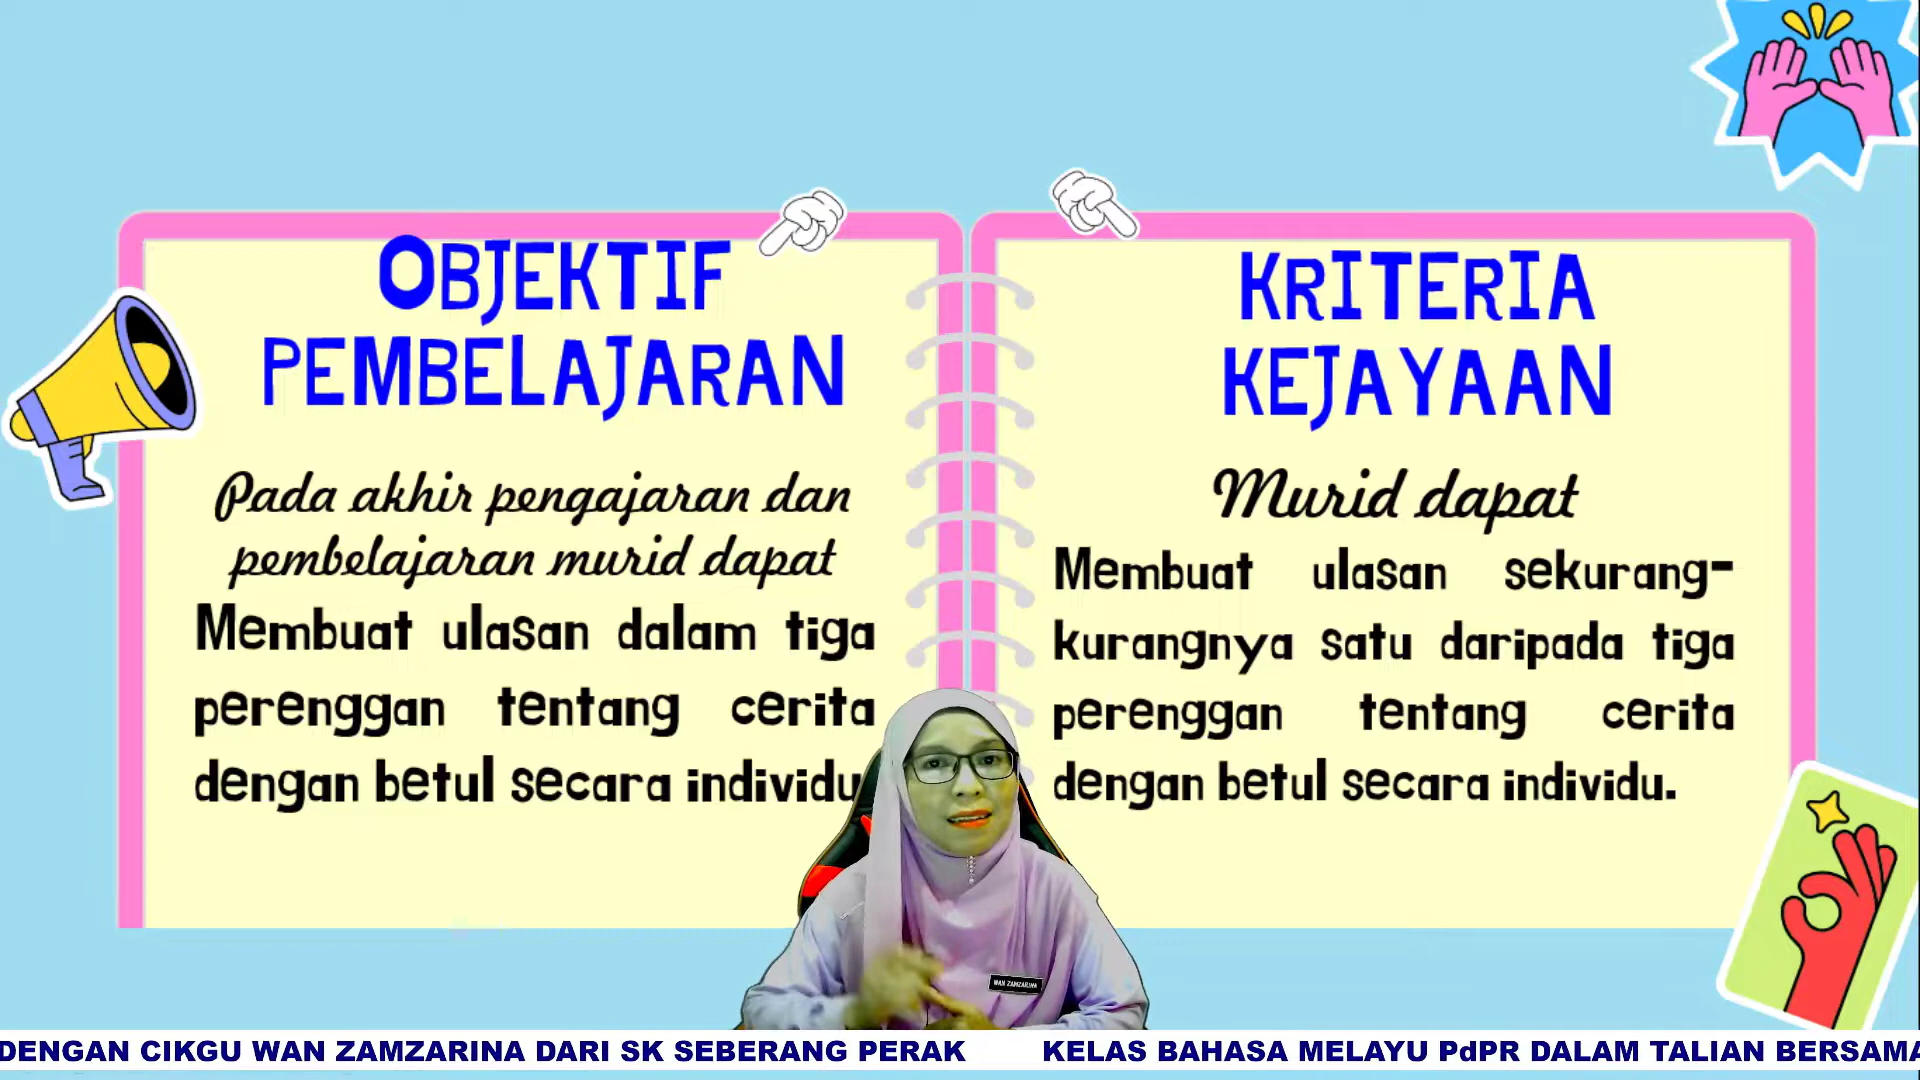 OBJEKTIF
PEMBELAJARAN
Pada akhir pengajaran dan
pembelajaran murid dapat
Membuat ulasan dalam tiga
perenggan tentang cerita
dengan betul secara individu
KRITERIA
KEJAYAAN
Murid dapat
Membuat ulasan sekurang-
kurangnya satu daripada tiga
perenggan tentang cerita
dengan betul secara individu.
WAN ZAMZARINA
DENGAN CIKGU WAN ZAMZARINA DARI SK SEBERANG PERAK KELAS BAHASA MELAYU PdPR DALAM TALIAN BERSAMA